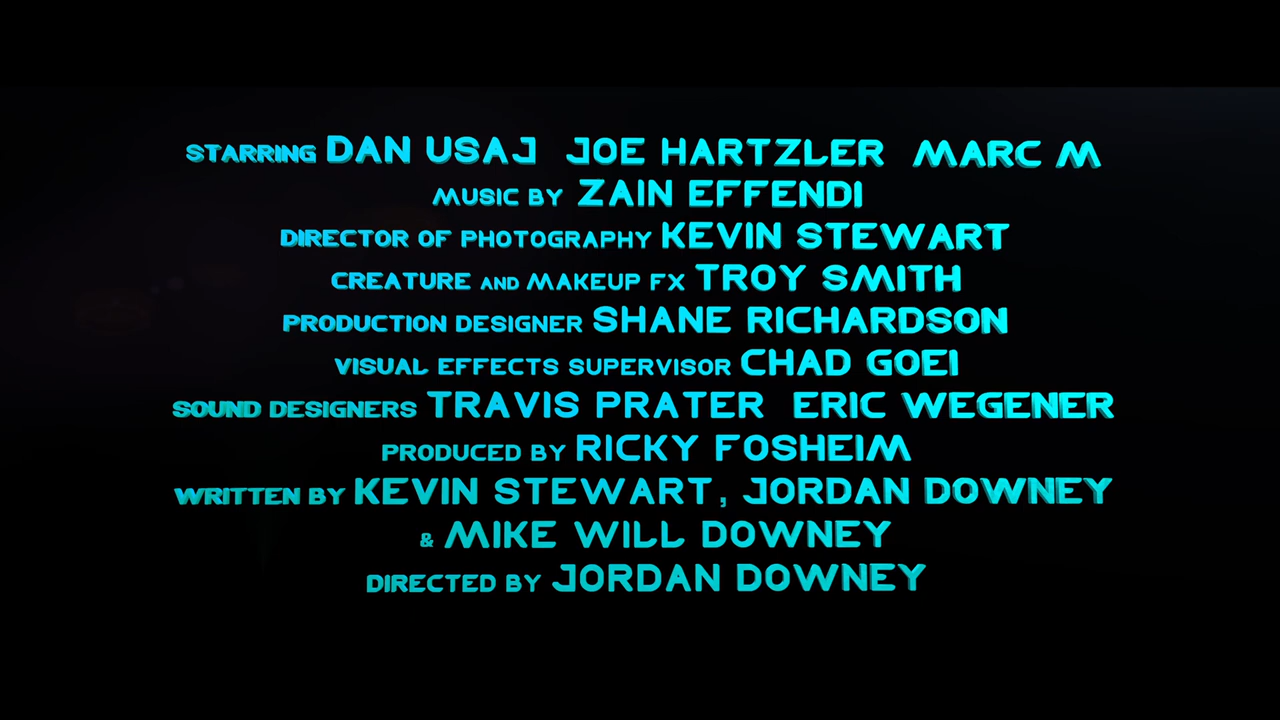 STARRING DAN USAJ JOE HARTZLER MARC M
MUSIC BY ZAIN EFFENDI
DIRECTOR OF PHOTOGRAPHY KEVIN STEWART
CREATURE AND MAKEUP FX TROY SMITH
PRODUCTION DESIGNER SHANE RICHARDSON
VISUAL EFFECTS SUPERVISOR CHAD GOEI
SOUND DESIGNERS TRAVIS PRATER ERIC WEGENER
PRODUCED BY RICKY FOSHEIM
WRITTEN BY KEVIN STEWART, JORDAN DOWNEY
& MIKE WILL DOWNEY
DIRECTED BY JORDAN DOWNEY